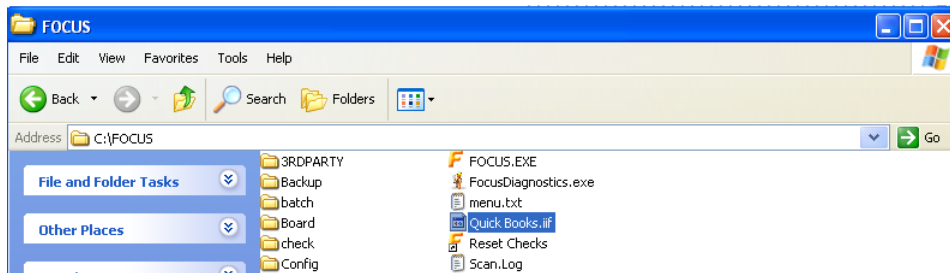 FOCUS
File Edit View Favorites Tools Help
Back Search Folders
Address C:\FOCUS Go
3RDPARTY FOCUS.EXE
File and Folder Tasks Backup FocusDiagnostics.exe
batch menu.txt
Other Places Board Quick Books.iif
check Reset Checks
Config Scan.Log